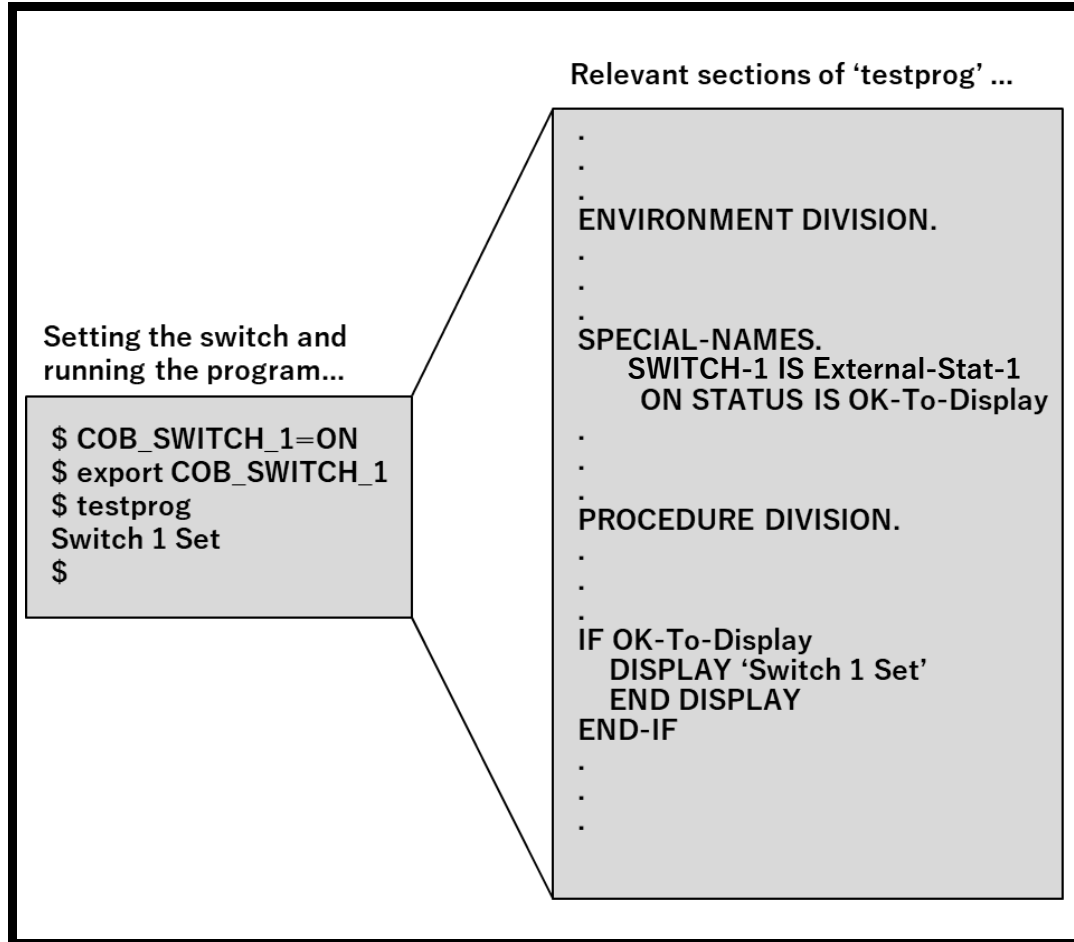 Relevant sections of ‘testprog’ ...
.
.
.
ENVIRONMENT DIVISION.
.
.
.
SPECIAL-NAMES.
SWITCH-1 IS External-Stat-1
ON STATUS IS OK-To-Display
.
.
.
PROCEDURE DIVISION.
.
.
.
IF OK-To-Display
DISPLAY ‘Switch 1 Set’
END DISPLAY
END-IF
.
.
.
Setting the switch and
running the program...
$ COB_SWITCH_1=ON
$ export COB_SWITCH_1
$ testprog
Switch 1 Set
$